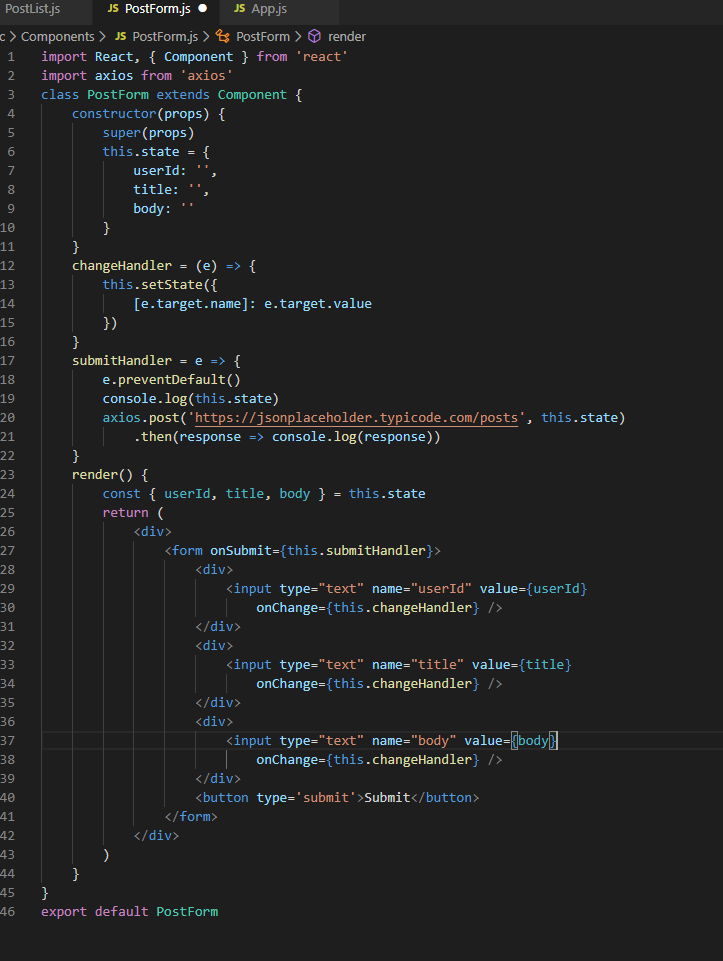 PostList.js JS PostForm.js JS App.js
c > Components > JS PostForm.js > PostForm > render
1 import React, { Component } from 'react'
2 import axios from 'axios'
3 class PostForm extends Component {
4 constructor(props) {
5 super(props)
6 this.state = {
7 userId: '',
8 title: '',
9 body: ''
10 }
11 }
12 changeHandler = (e) => {
13 this.setState({
14 [e.target.name]: e.target.value
15 })
16 }
17 submitHandler = e => {
18 e.preventDefault()
19 console.log(this.state)
20 axios.post('https://jsonplaceholder.typicode.com/posts', this.state)
21 .then(response => console.log(response))
22 }
23 render() {
24 const { userId, title, body } = this.state
25 return (
26 <div>
27 <form onSubmit={this.submitHandler}>
28 <div>
29 <input type="text" name="userId" value={userId}
30 onChange={this.changeHandler} />
31 </div>
32 <div>
33 <input type="text" name="title" value={title}
34 onChange={this.changeHandler} />
35 </div>
36 <div>
37 <input type="text" name="body" value={body}
38 onChange={this.changeHandler} />
39 </div>
40 <button type='submit'>Submit</button>
41 </form>
42 </div>
43 )
44 }
45 }
46 export default PostForm